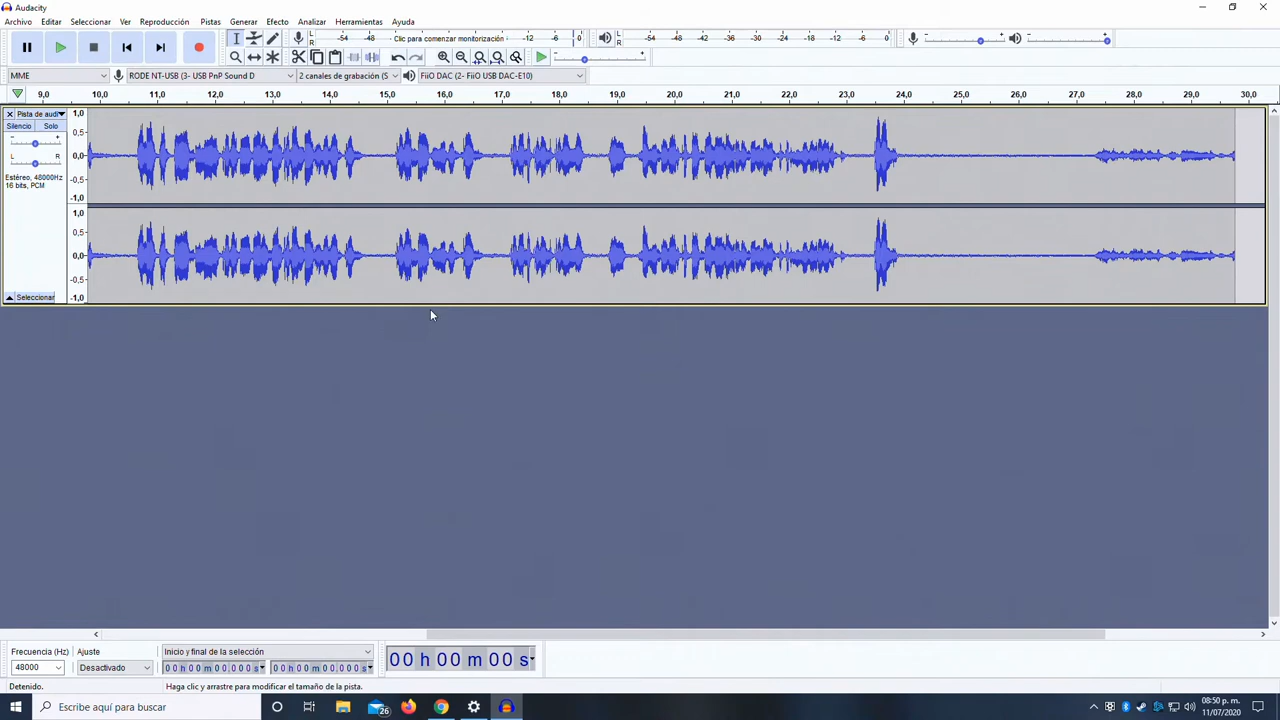 Audacity
Archivo Editar Seleccionar Ver Reproducción Pistas Generar Efecto Analizar Herramientas Ayuda
L R -54 -48 Clic para comenzar monitorización -12 -6 0 L R -54 -48 -42 -36 -30 -24 -18 -12 -6 0
MME RODE NT-USB (3- USB PnP Sound D 2 canales de grabación (S FiiO DAC (2- FiiO USB DAC-E10)
9,0 10,0 11,0 12,0 13,0 14,0 15,0 16,0 17,0 18,0 19,0 20,0 21,0 22,0 23,0 24,0 25,0 26,0 27,0 28,0 29,0 30,0
Pista de audi
Silencio Solo
- +
L R
Estéreo, 48000Hz
16 bits, PCM
Seleccionar
1,0
0,5
0,0
-0,5
-1,0
1,0
0,5
0,0
-0,5
-1,0
Frecuencia (Hz) Ajuste Inicio y final de la selección
48000 Desactivado 00h00m00,000s 00h00m00,000s
00 h 00 m 00 s
Detenido. Haga clic y arrastre para modificar el tamaño de la pista.
Escribe aquí para buscar
26
08:50 p. m.
11/07/2020